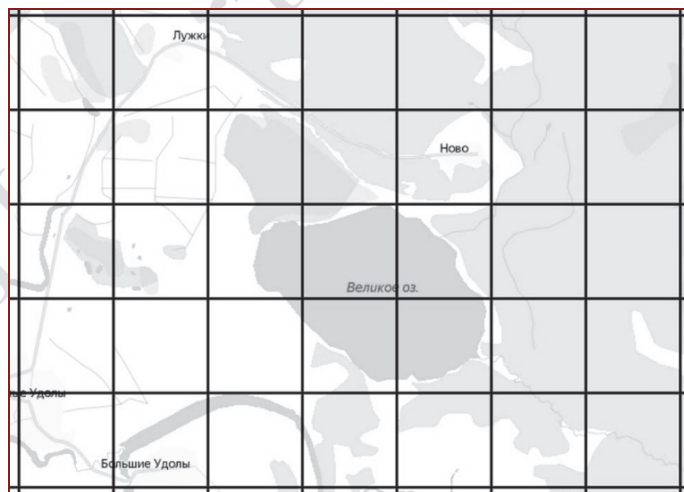 Лужки
Ново
Великое оз.
ые Удолы
Большие Удолы